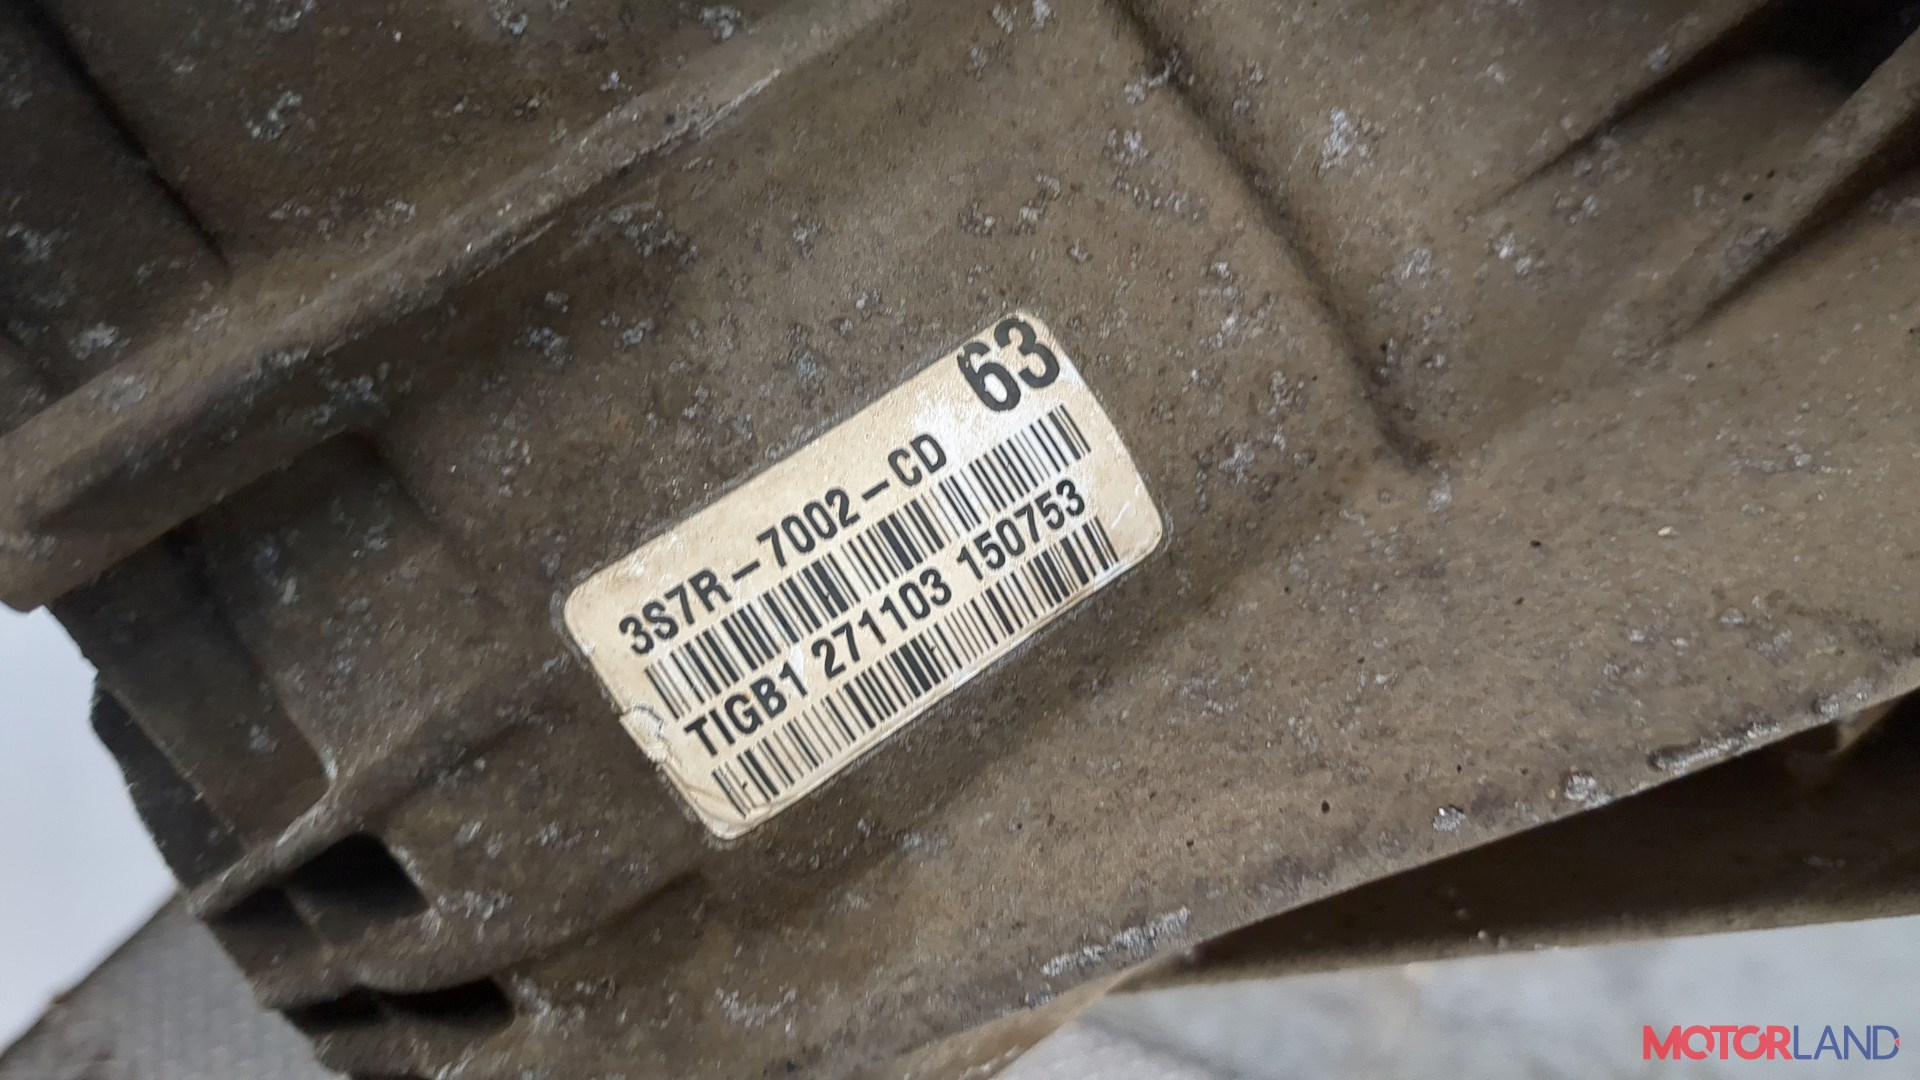 63
3S7R-7002-CD
TIGB1 271103 150753
MOTORLAND